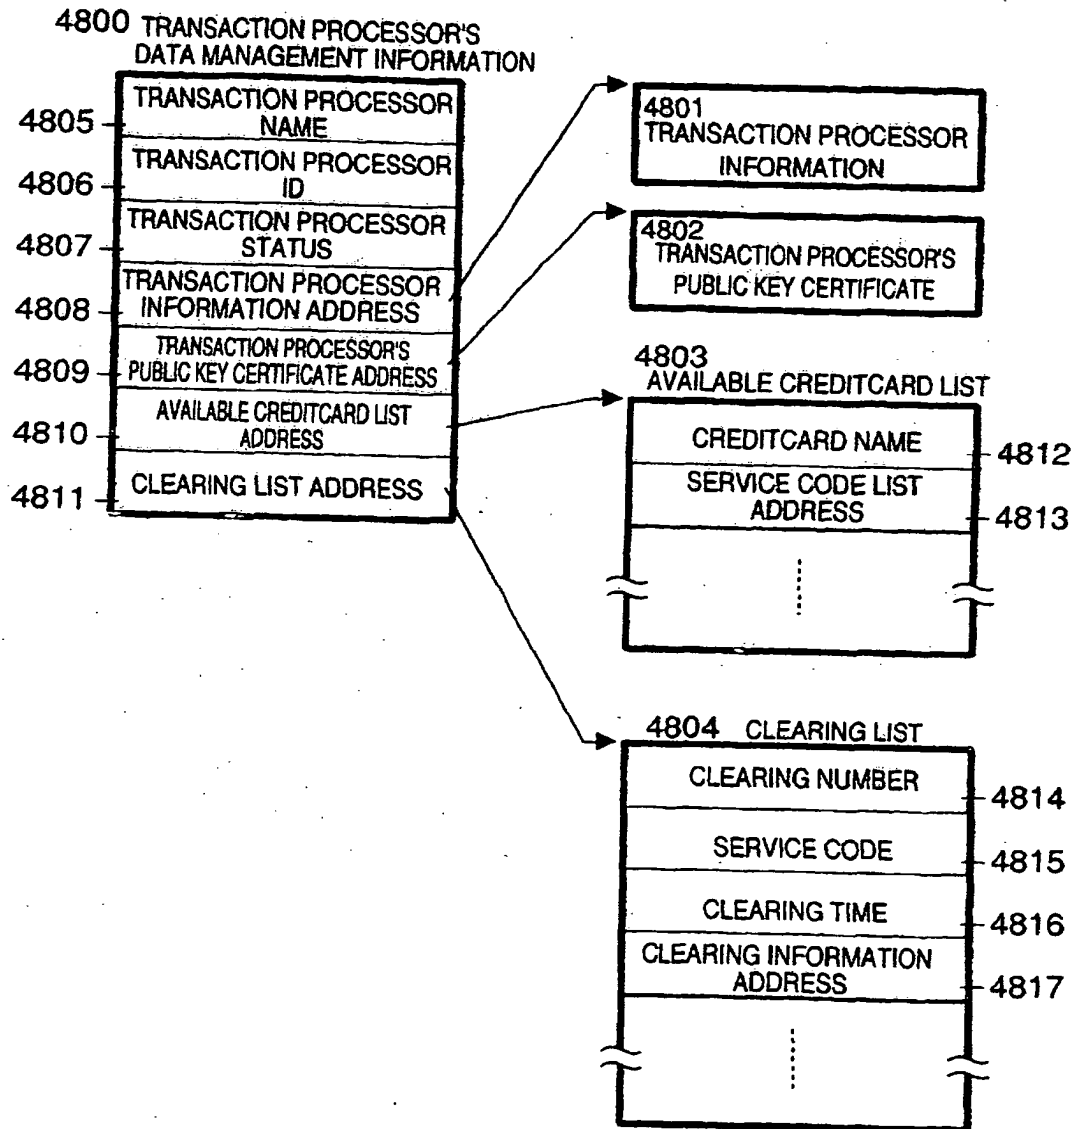 4800 TRANSACTION PROCESSOR'S
DATA MANAGEMENT INFORMATION
4805
TRANSACTION PROCESSOR
NAME
4806
TRANSACTION PROCESSOR
ID
4807
TRANSACTION PROCESSOR
STATUS
4808
TRANSACTION PROCESSOR
INFORMATION ADDRESS
4809
TRANSACTION PROCESSOR'S
PUBLIC KEY CERTIFICATE ADDRESS
4810
AVAILABLE CREDITCARD LIST
ADDRESS
4811
CLEARING LIST ADDRESS
4801
TRANSACTION PROCESSOR
INFORMATION
4802
TRANSACTION PROCESSOR'S
PUBLIC KEY CERTIFICATE
4803
AVAILABLE CREDITCARD LIST
CREDITCARD NAME
4812
SERVICE CODE LIST
ADDRESS
4813
4804 CLEARING LIST
CLEARING NUMBER
4814
SERVICE CODE
4815
CLEARING TIME
4816
CLEARING INFORMATION
ADDRESS
4817